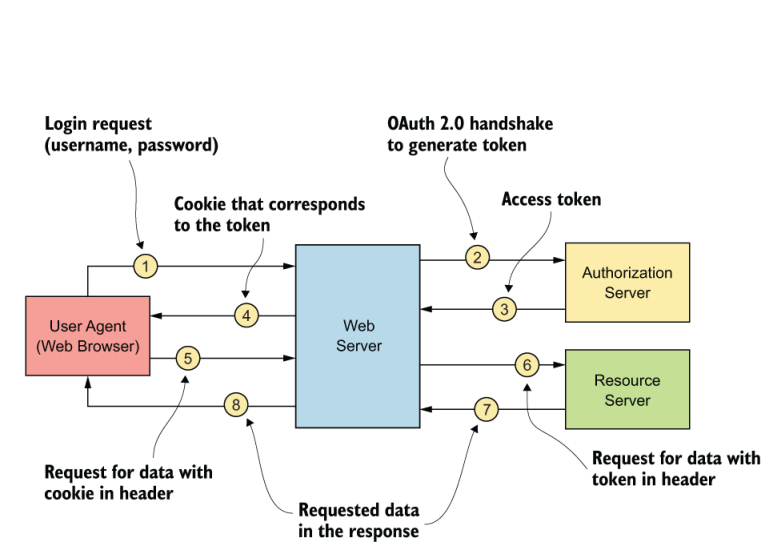 Login request
(username, password)
OAuth 2.0 handshake
to generate token
Cookie that corresponds
to the token
Access token
1
2
3
4
5
6
7
8
User Agent
(Web Browser)
Web
Server
Authorization
Server
Resource
Server
Request for data with
cookie in header
Requested data
in the response
Request for data with
token in header